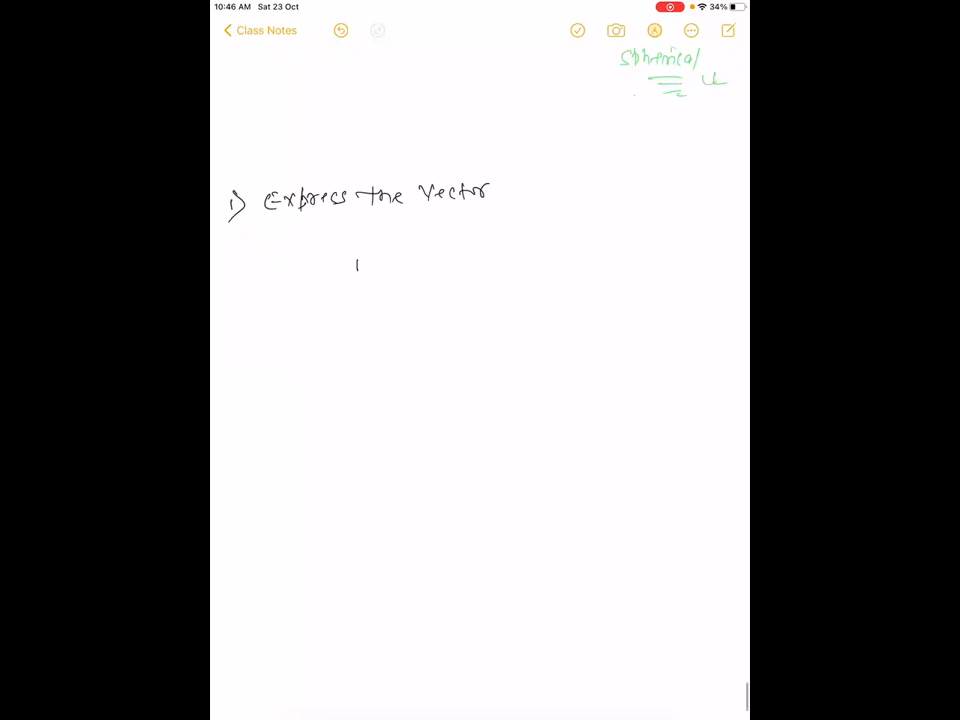 10:46 AM Sat 23 Oct 34%
Class Notes
Spherical
1) Express the Vector